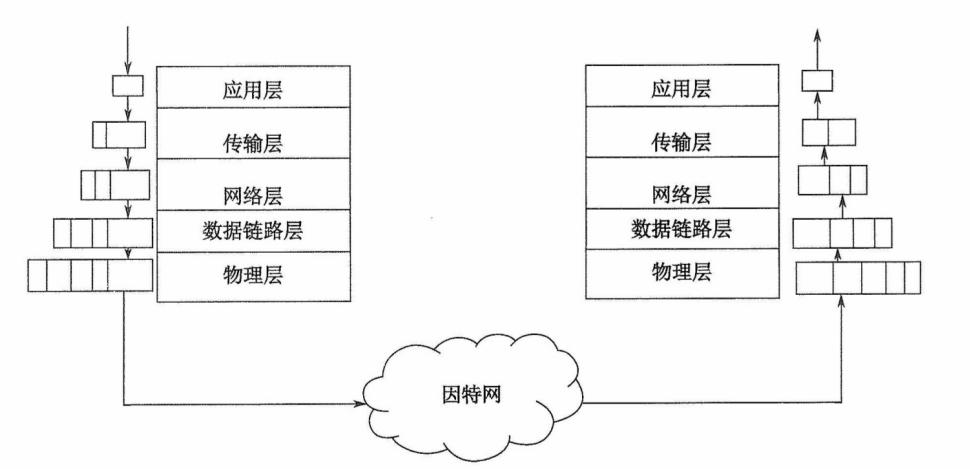 应用层
传输层
网络层
数据链路层
物理层
应用层
传输层
网络层
数据链路层
物理层
因特网